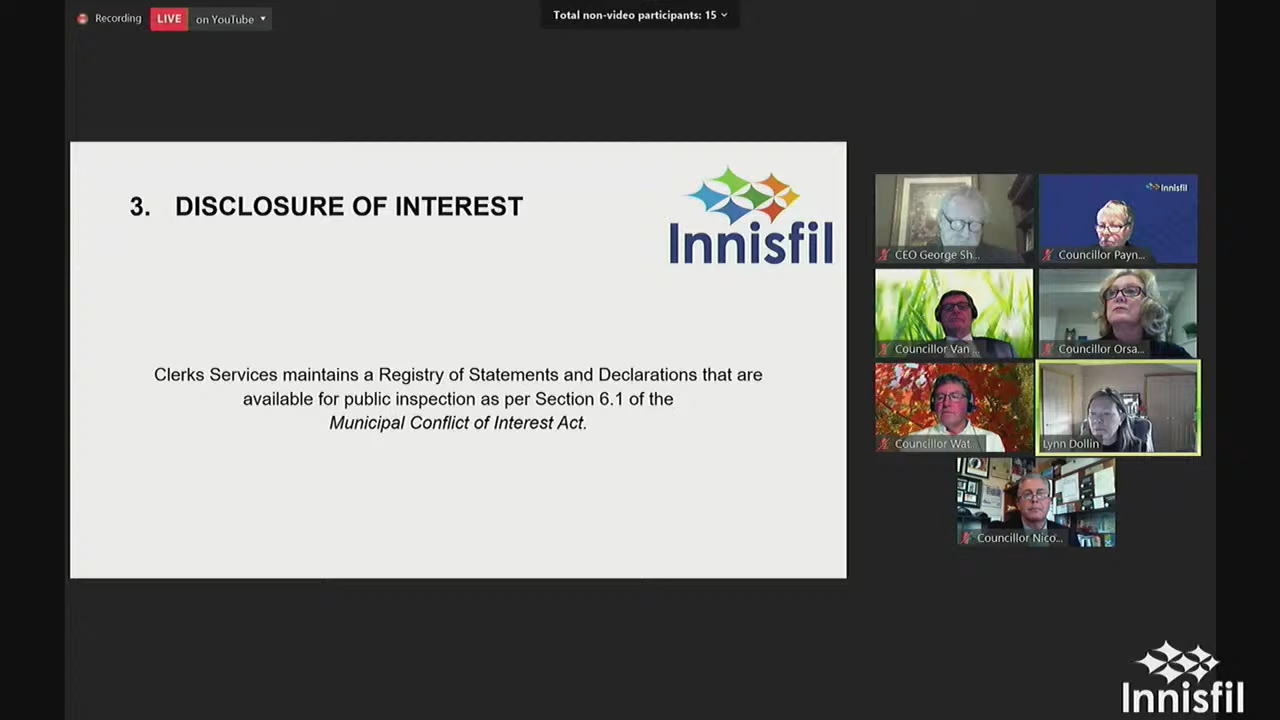 Recording
LIVE on YouTube
Total non-video participants: 15
3. DISCLOSURE OF INTEREST
Innisfil
Clerks Services maintains a Registry of Statements and Declarations that are
available for public inspection as per Section 6.1 of the
Municipal Conflict of Interest Act.
Innisfil
CEO George Sh...
Councillor Payn...
Councillor Van ...
Councillor Orsa...
Councillor Wat...
Lynn Dollin
Councillor Nico...
Innisfil